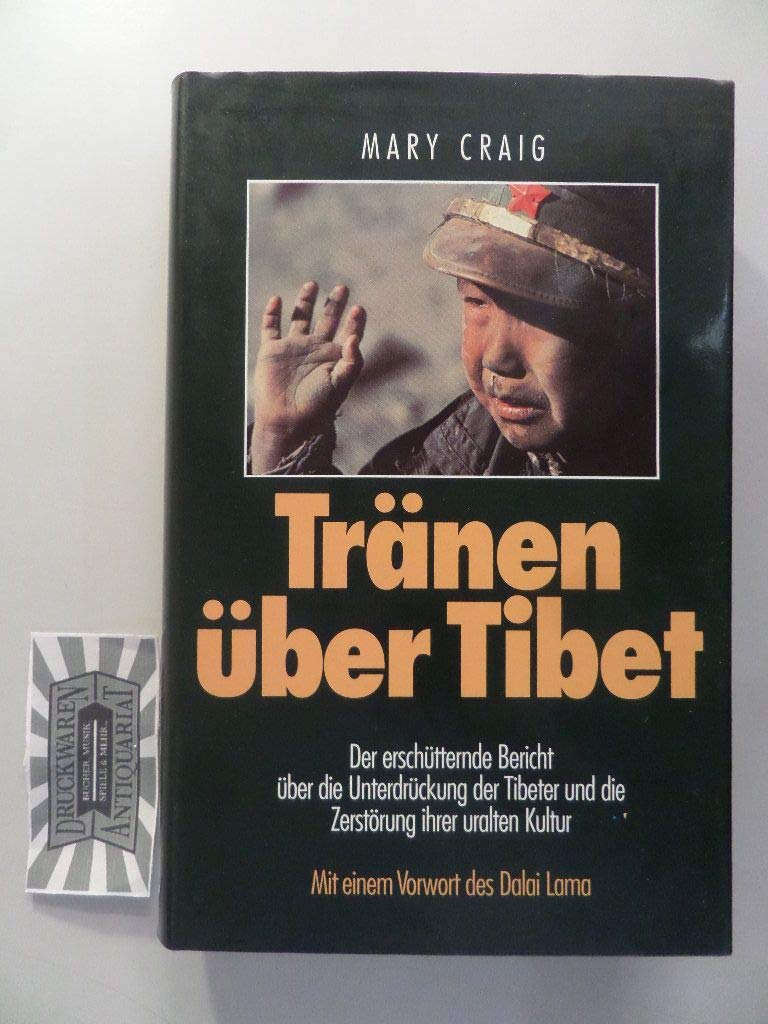 MARY CRAIG
Tränen
über Tibet
Der erschütternde Bericht
über die Unterdrückung der Tibeter und die
Zerstörung ihrer uralten Kultur
Mit einem Vorwort des Dalai Lama
DRUCKWAREN
BÜCHER, MUSIK
SPIELE & MEHR...
ANTIQUARIAT